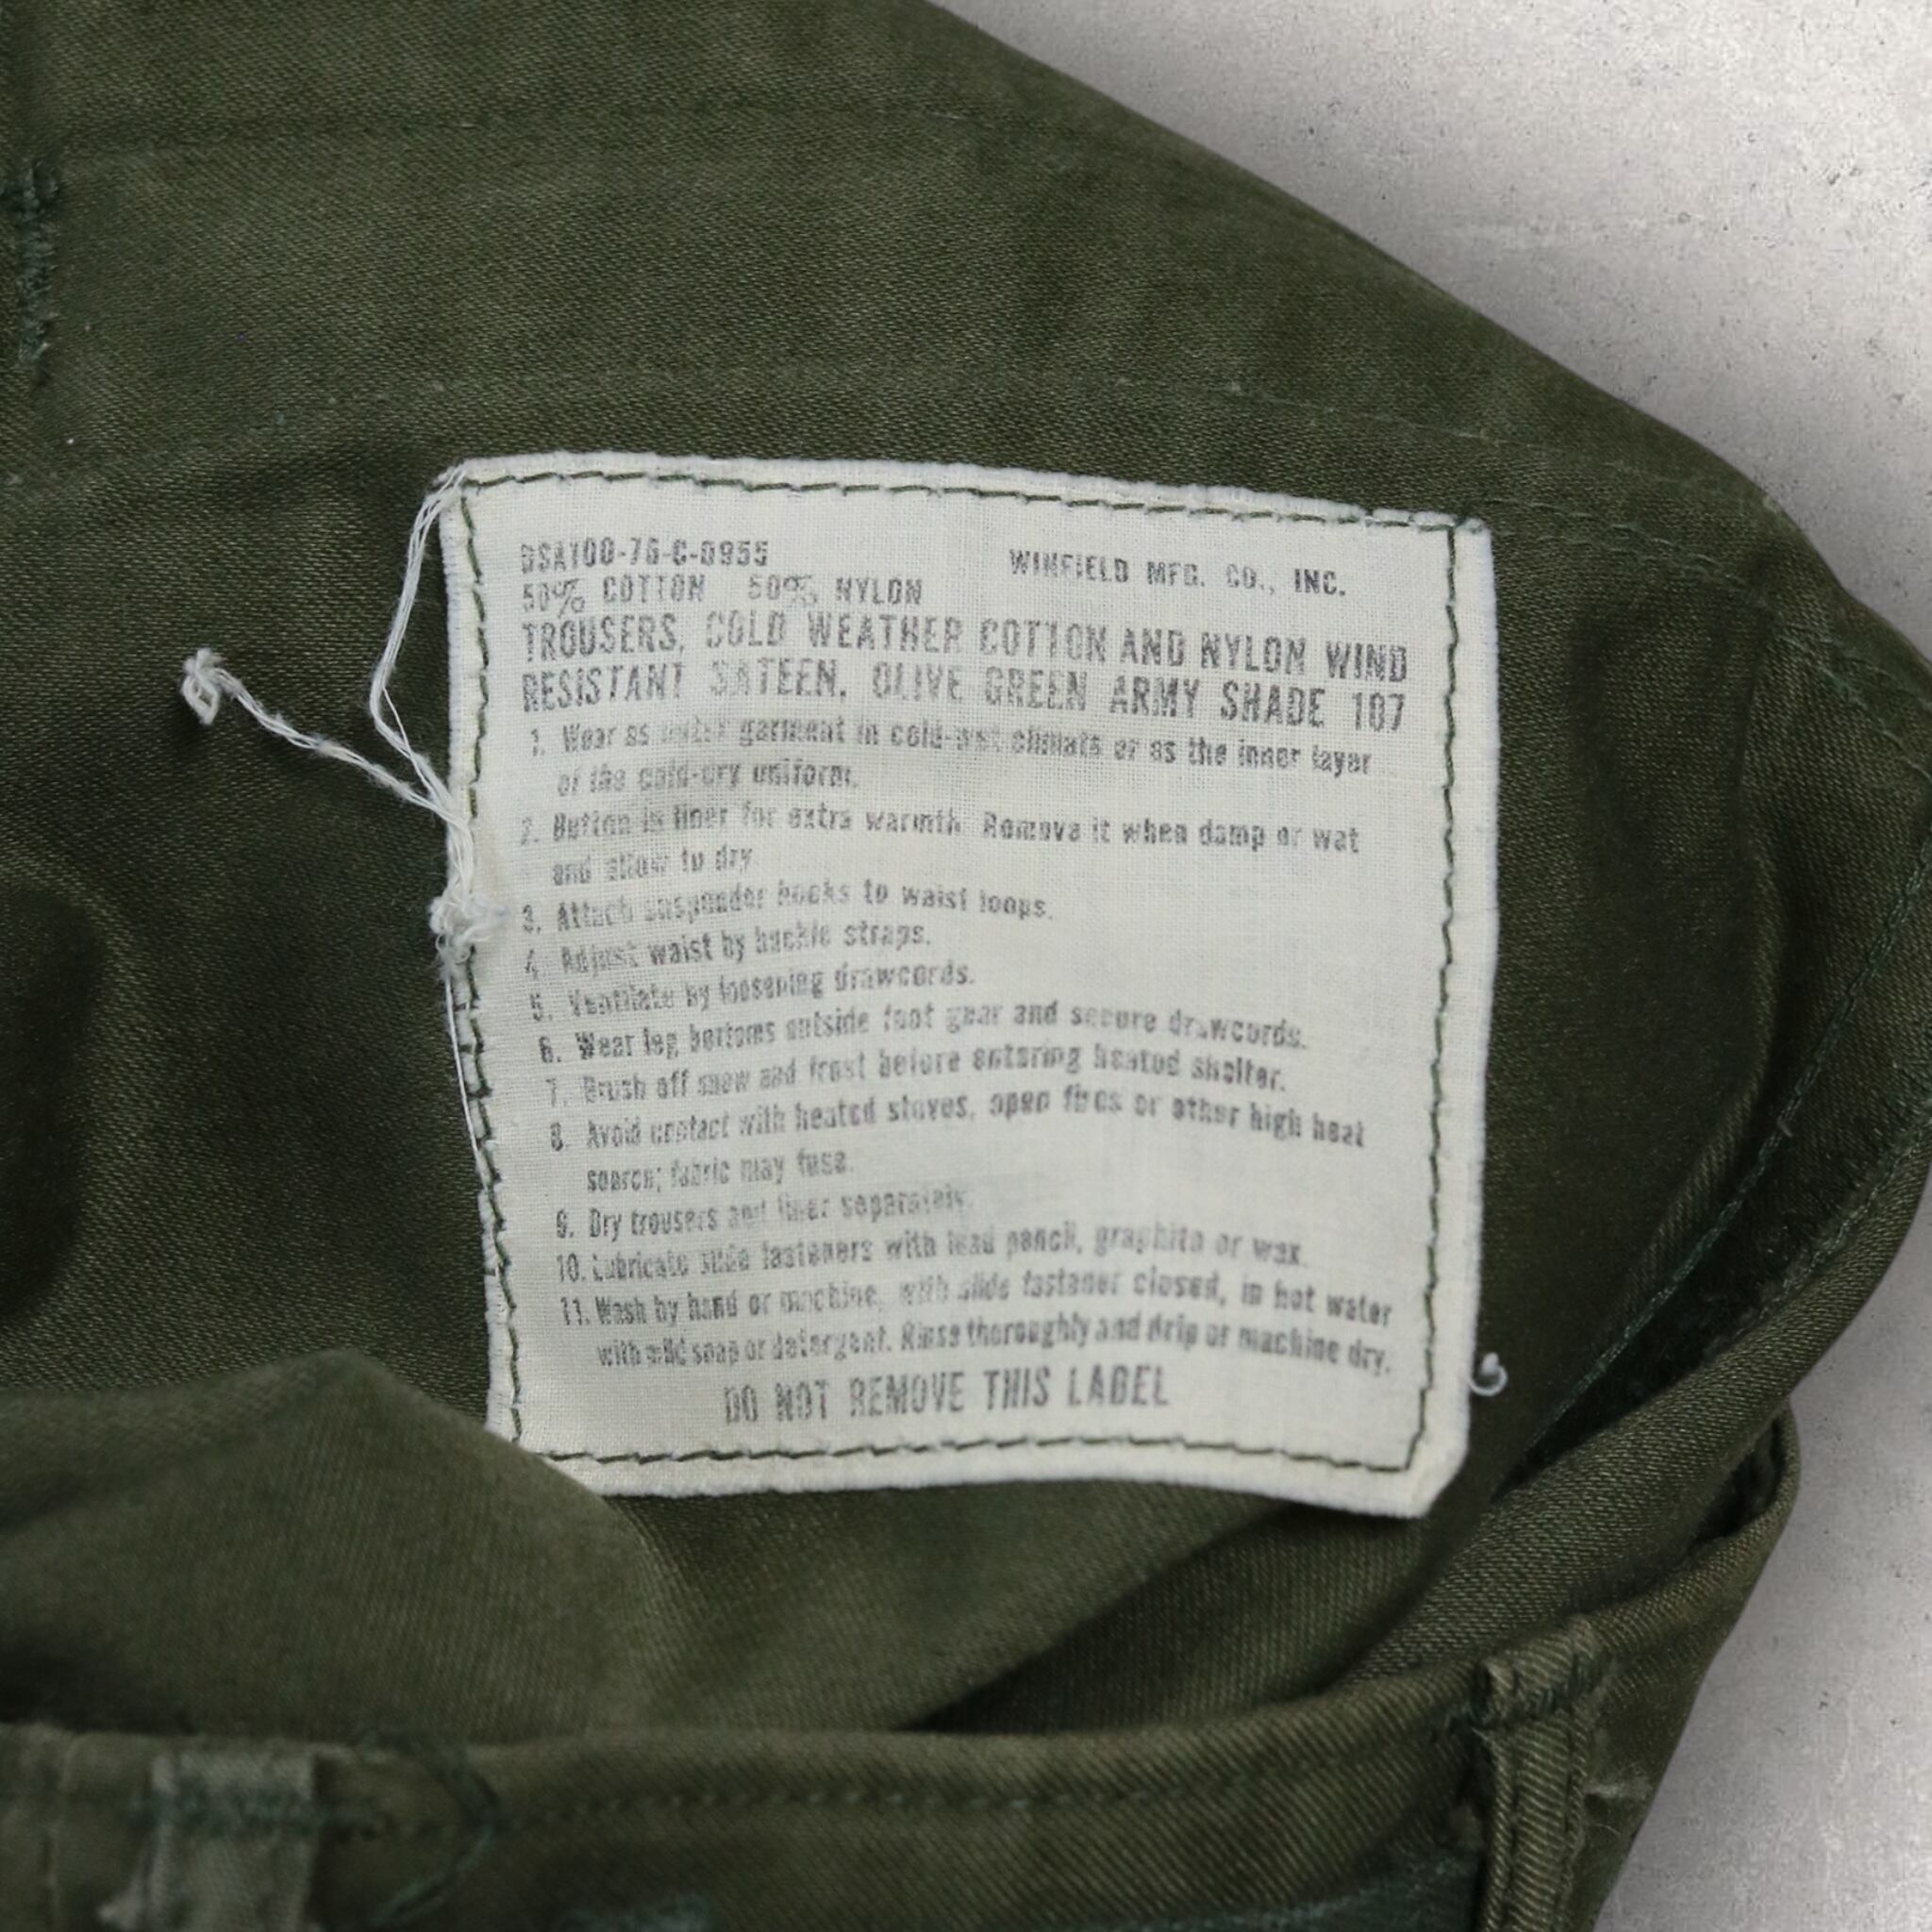 DSA100-76-C-0955 WINFIELD MFG. CO., INC.
50% COTTON 50% NYLON
TROUSERS, COLD WEATHER COTTON AND NYLON WIND
RESISTANT SATEEN, OLIVE GREEN ARMY SHADE 107
1. Wear as outer garment in cold-wet climate or as the inner layer
of the cold-dry uniform.
2. Button in liner for extra warmth. Remove it when damp or wet
and allow to dry
3. Attach suspender hooks to waist loops.
4. Adjust waist by buckle straps.
5. Ventilate by loosening drawcords.
6. Wear leg bottoms outside foot gear and secure drawcords.
7. Brush off snow and frost before entering heated shelter.
8. Avoid contact with heated stoves, open fires or other high heat
source; fabric may fuse.
9. Dry trousers and liner separately.
10. Lubricate slide fasteners with lead pencil, graphite or wax.
11. Wash by hand or machine, with slide fastener closed, in hot water
with mild soap or detergent. Rinse thoroughly and drip or machine dry.
DO NOT REMOVE THIS LABEL